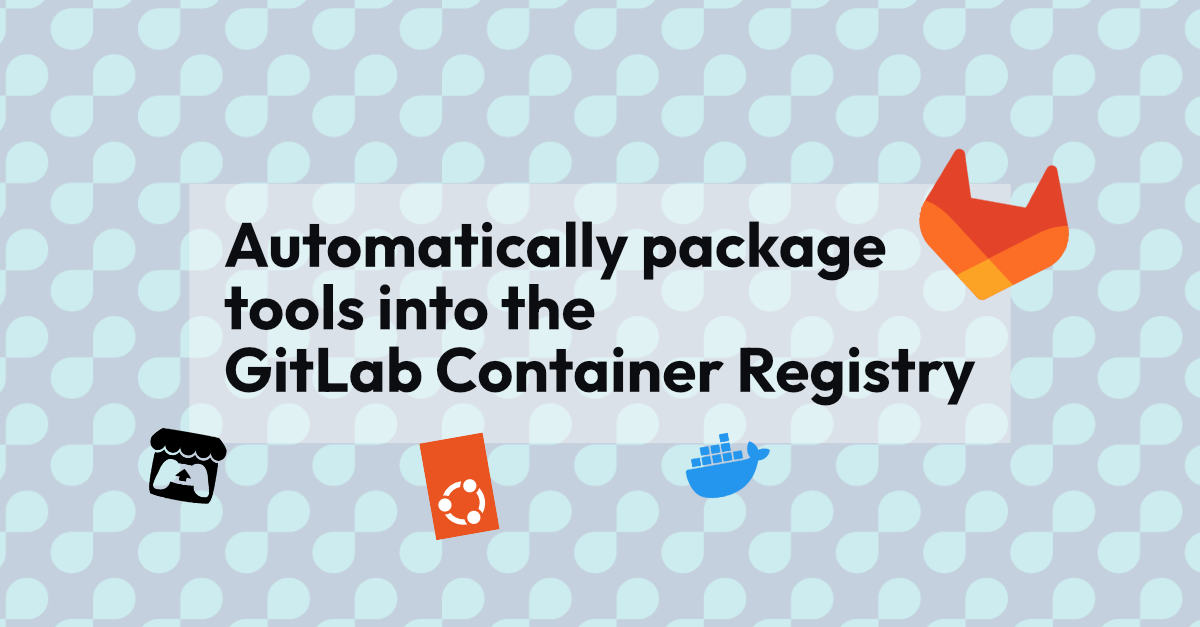 Automatically package
tools into the
GitLab Container Registry